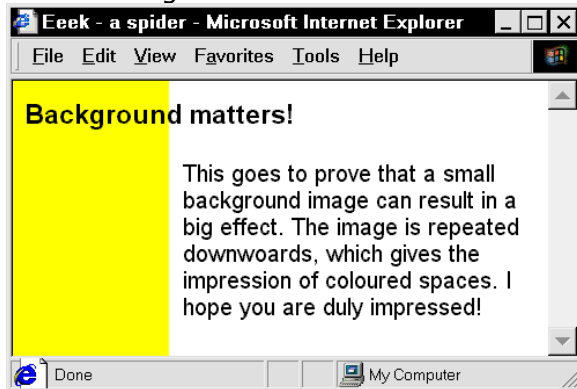 Eeek - a spider - Microsoft Internet Explorer
File Edit View Favorites Tools Help
Background matters!
This goes to prove that a small
background image can result in a
big effect. The image is repeated
downwoards, which gives the
impression of coloured spaces. I
hope you are duly impressed!
Done
My Computer